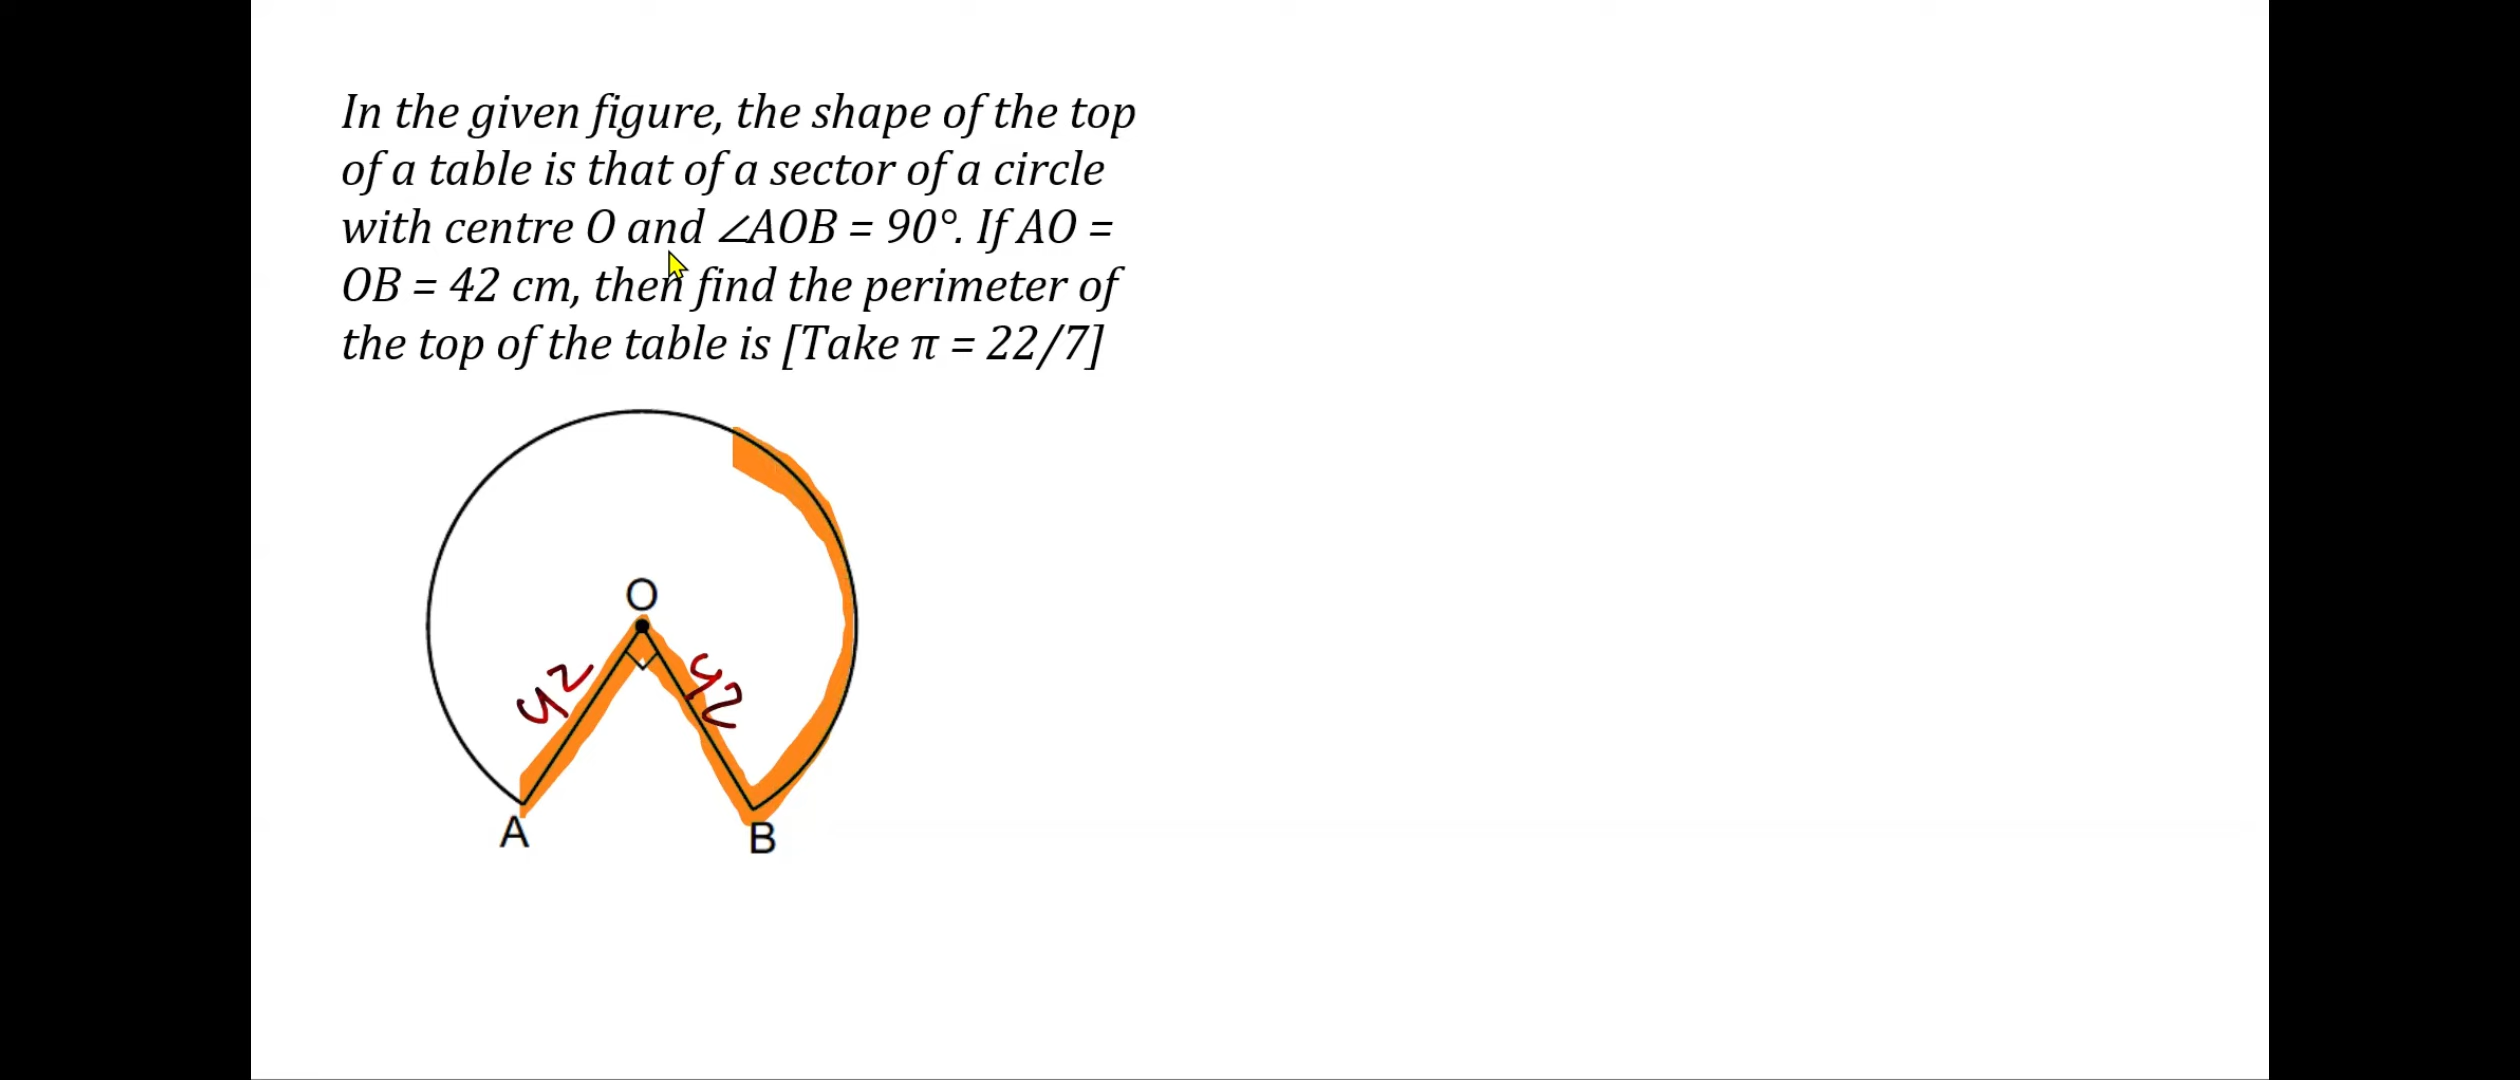 In the given figure, the shape of the top
of a table is that of a sector of a circle
with centre O and ∠AOB = 90°. If AO =
OB = 42 cm, then find the perimeter of
the top of the table is [Take π = 22/7]
O
42
42
A
B